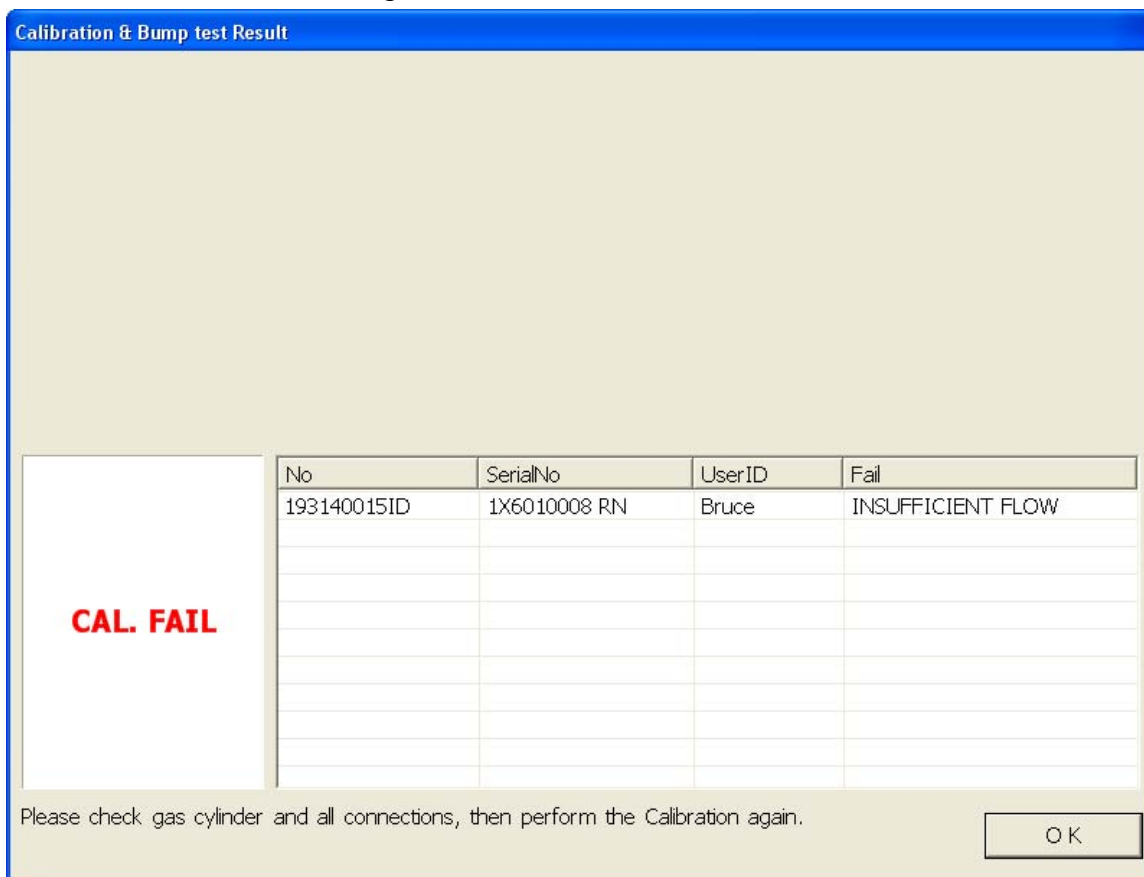 Calibration & Bump test Result
No SerialNo UserID Fail
193140015ID 1X6010008 RN Bruce INSUFFICIENT FLOW
CAL. FAIL
Please check gas cylinder and all connections, then perform the Calibration again.
O K